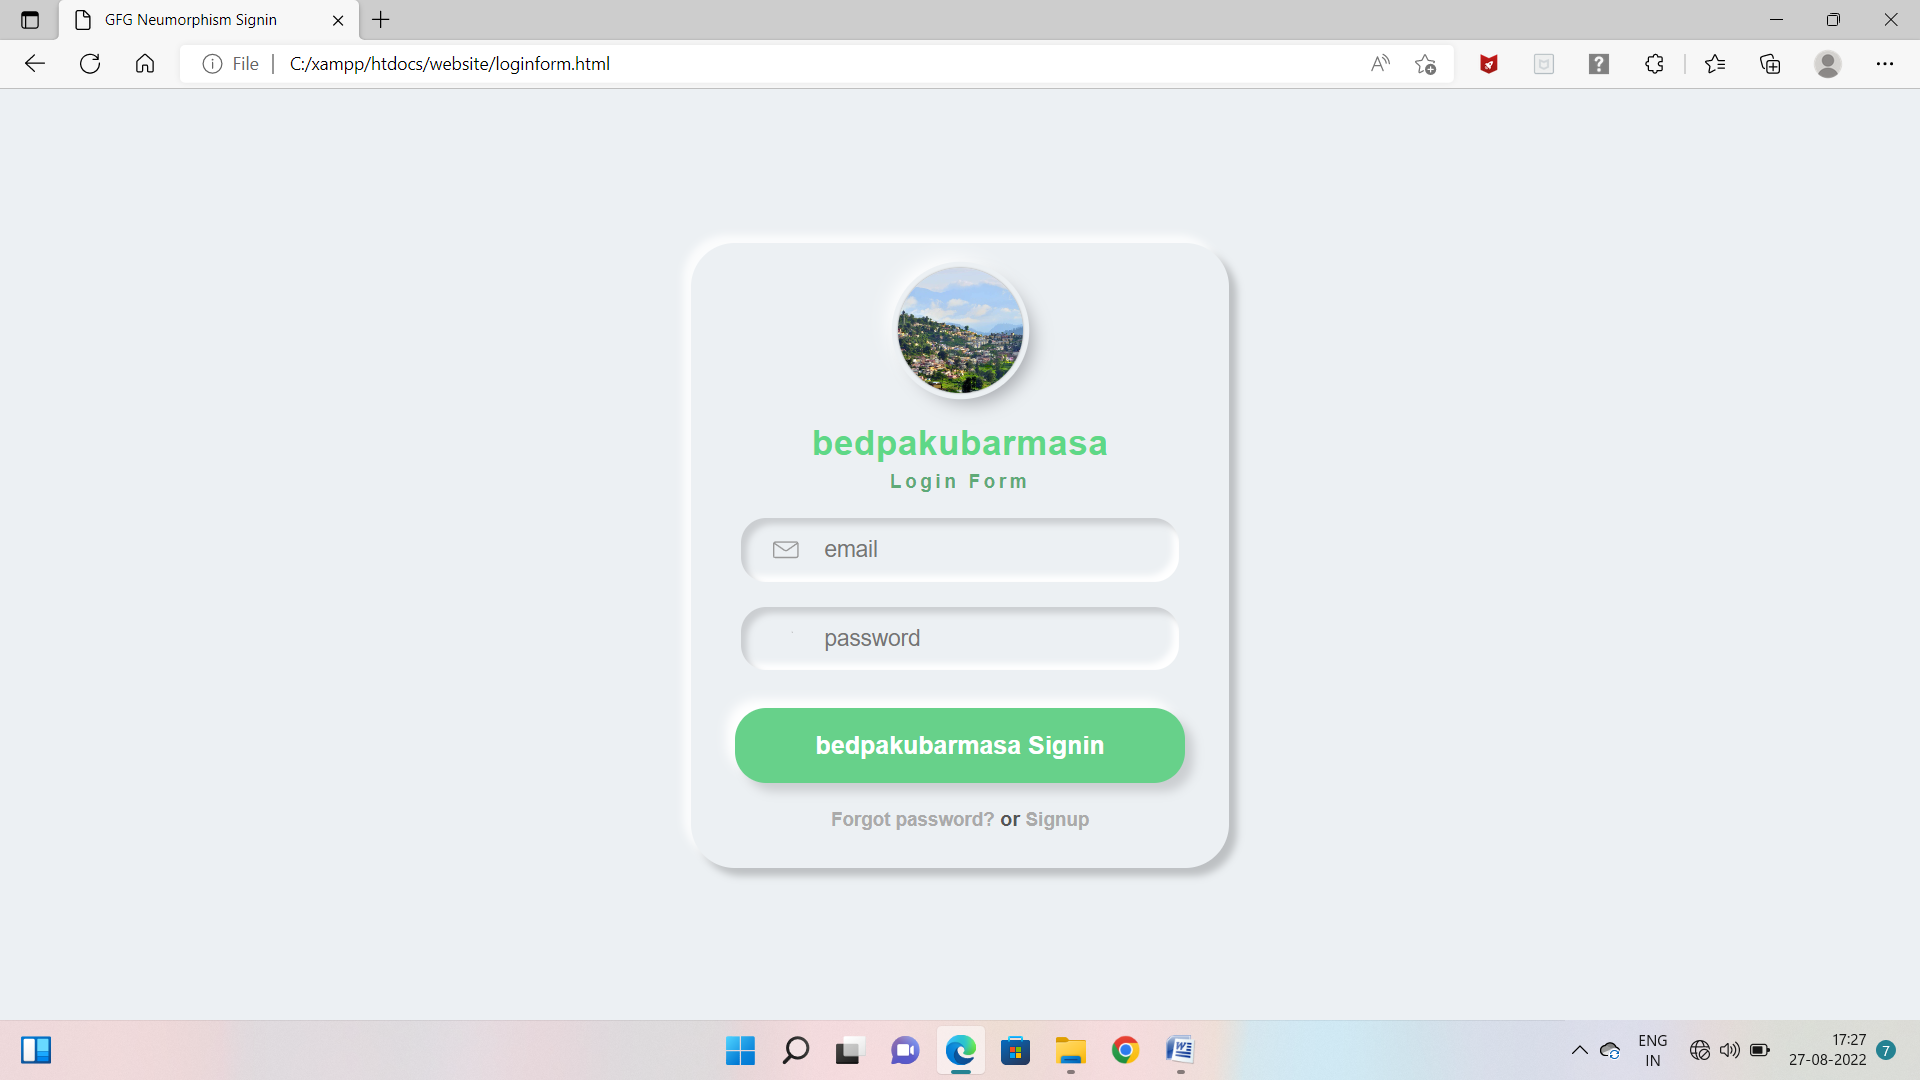 GFG Neumorphism Signin
File
C:/xampp/htdocs/website/loginform.html
bedpakubarmasa
Login Form
email
password
bedpakubarmasa Signin
Forgot password? or Signup
ENG
IN
17:27
27-08-2022
7